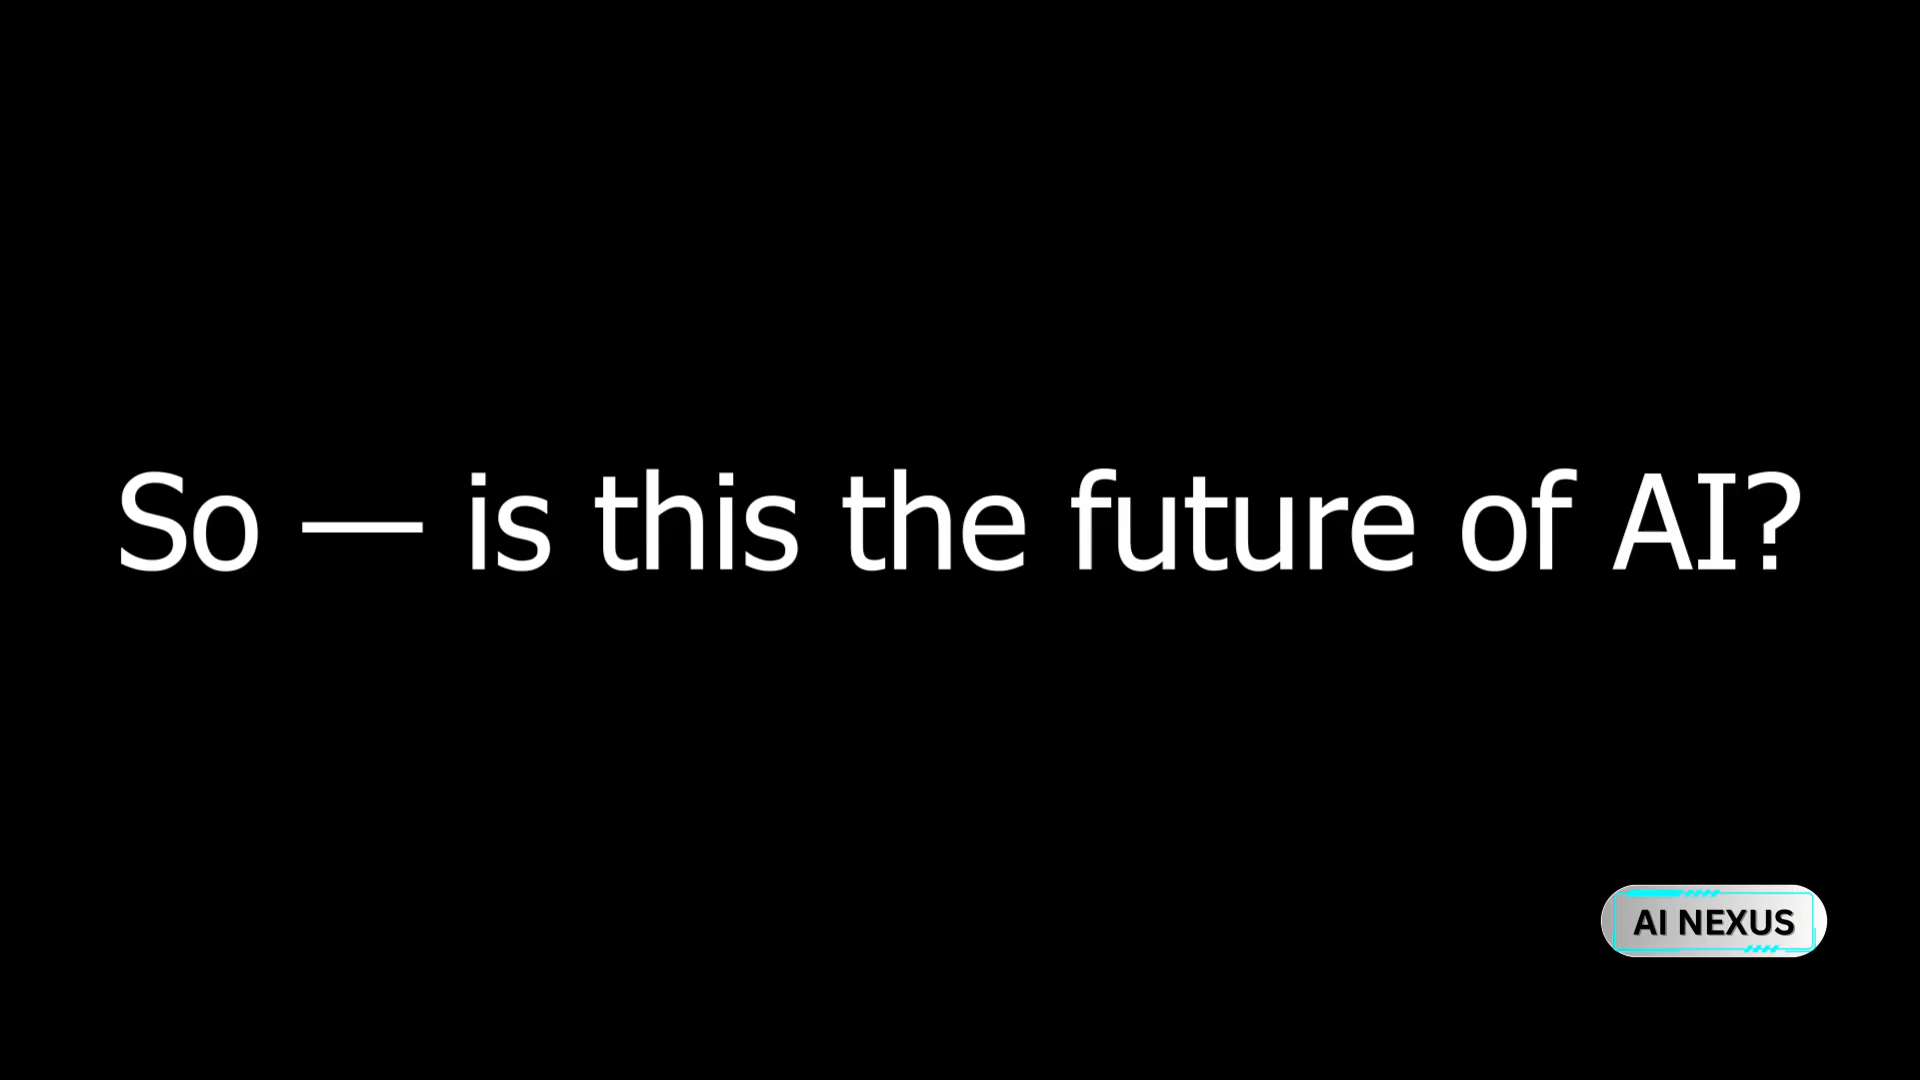 So — is this the future of AI?
AI NEXUS